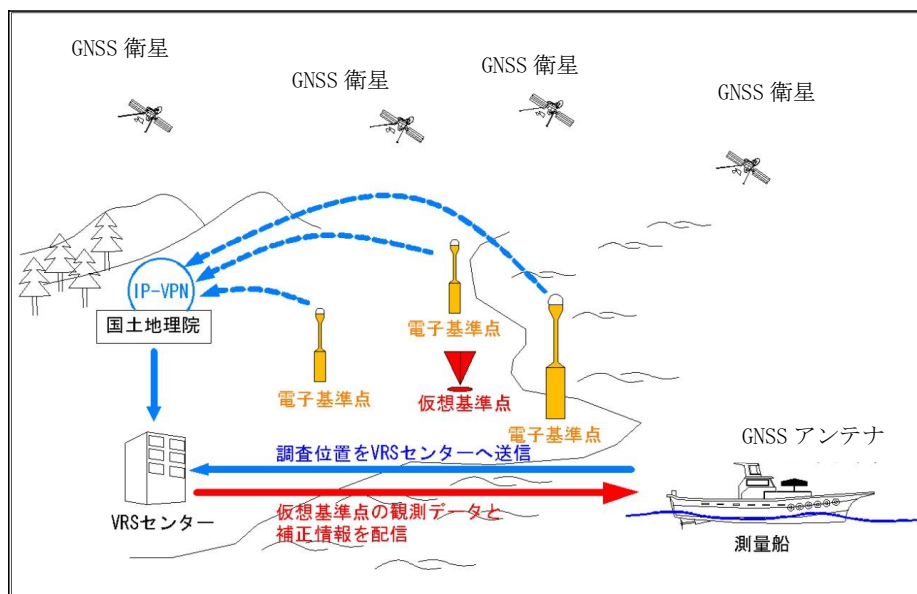 GNSS 衛星
GNSS 衛星
GNSS 衛星
GNSS 衛星
IP-VPN
国土地理院
電子基準点
電子基準点
仮想基準点
電子基準点
GNSS アンテナ
調査位置をVRSセンターへ送信
VRSセンター
仮想基準点の観測データと
補正情報を配信
測量船